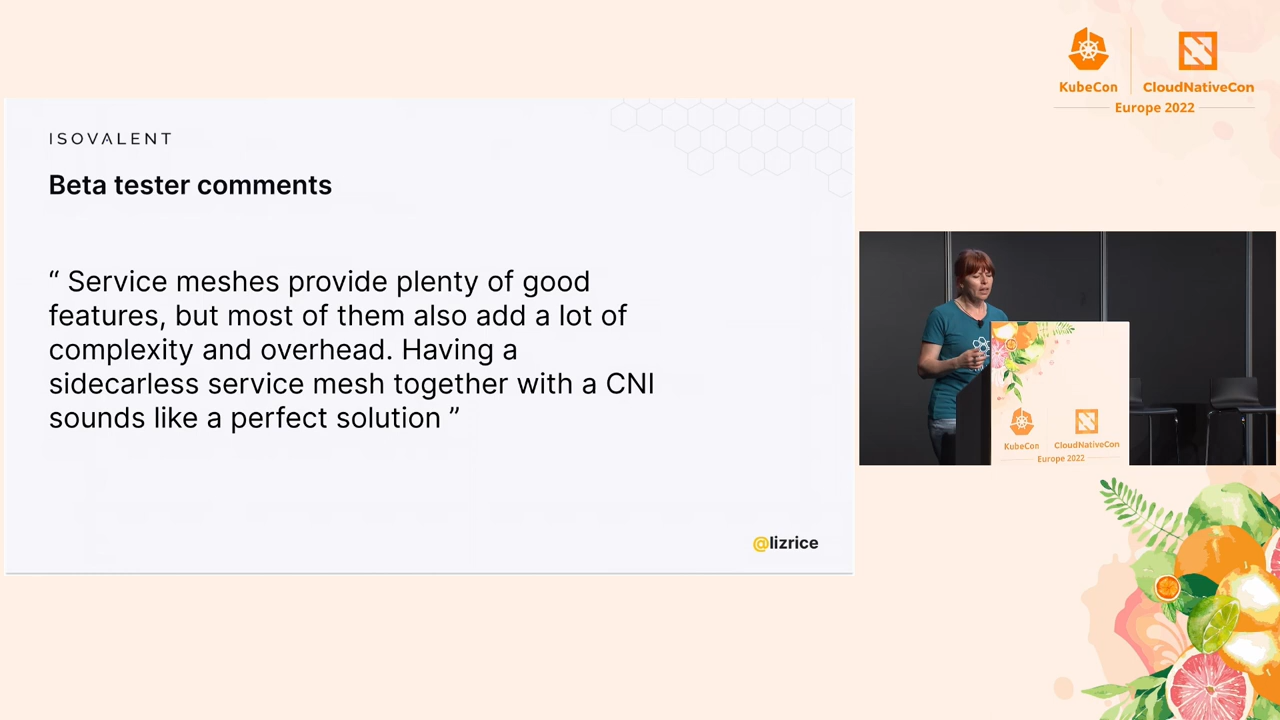 KubeCon
CloudNativeCon
Europe 2022
ISOVALENT
Beta tester comments
“ Service meshes provide plenty of good
features, but most of them also add a lot of
complexity and overhead. Having a
sidecarless service mesh together with a CNI
sounds like a perfect solution ”
@lizrice
KubeCon
CloudNativeCon
Europe 2022